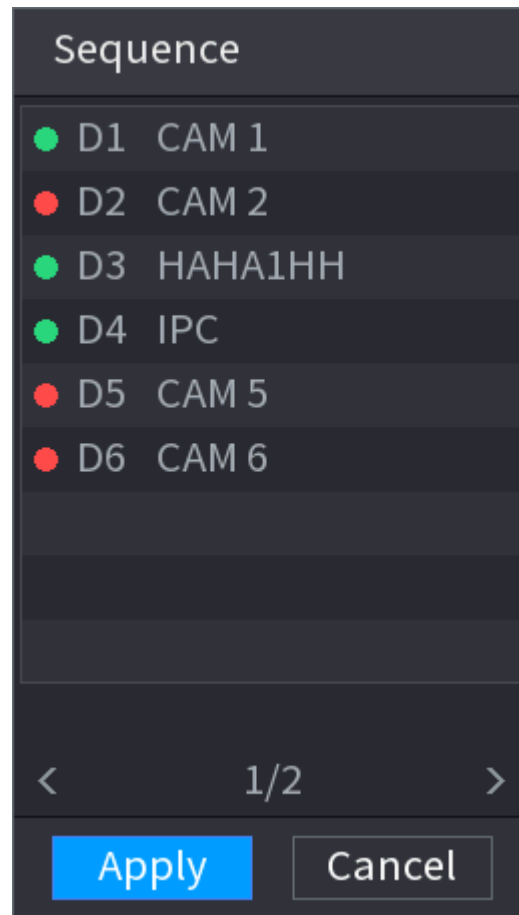 Sequence
D1 CAM 1
D2 CAM 2
D3 HAHA1HH
D4 IPC
D5 CAM 5
D6 CAM 6
< 1/2 >
Apply Cancel